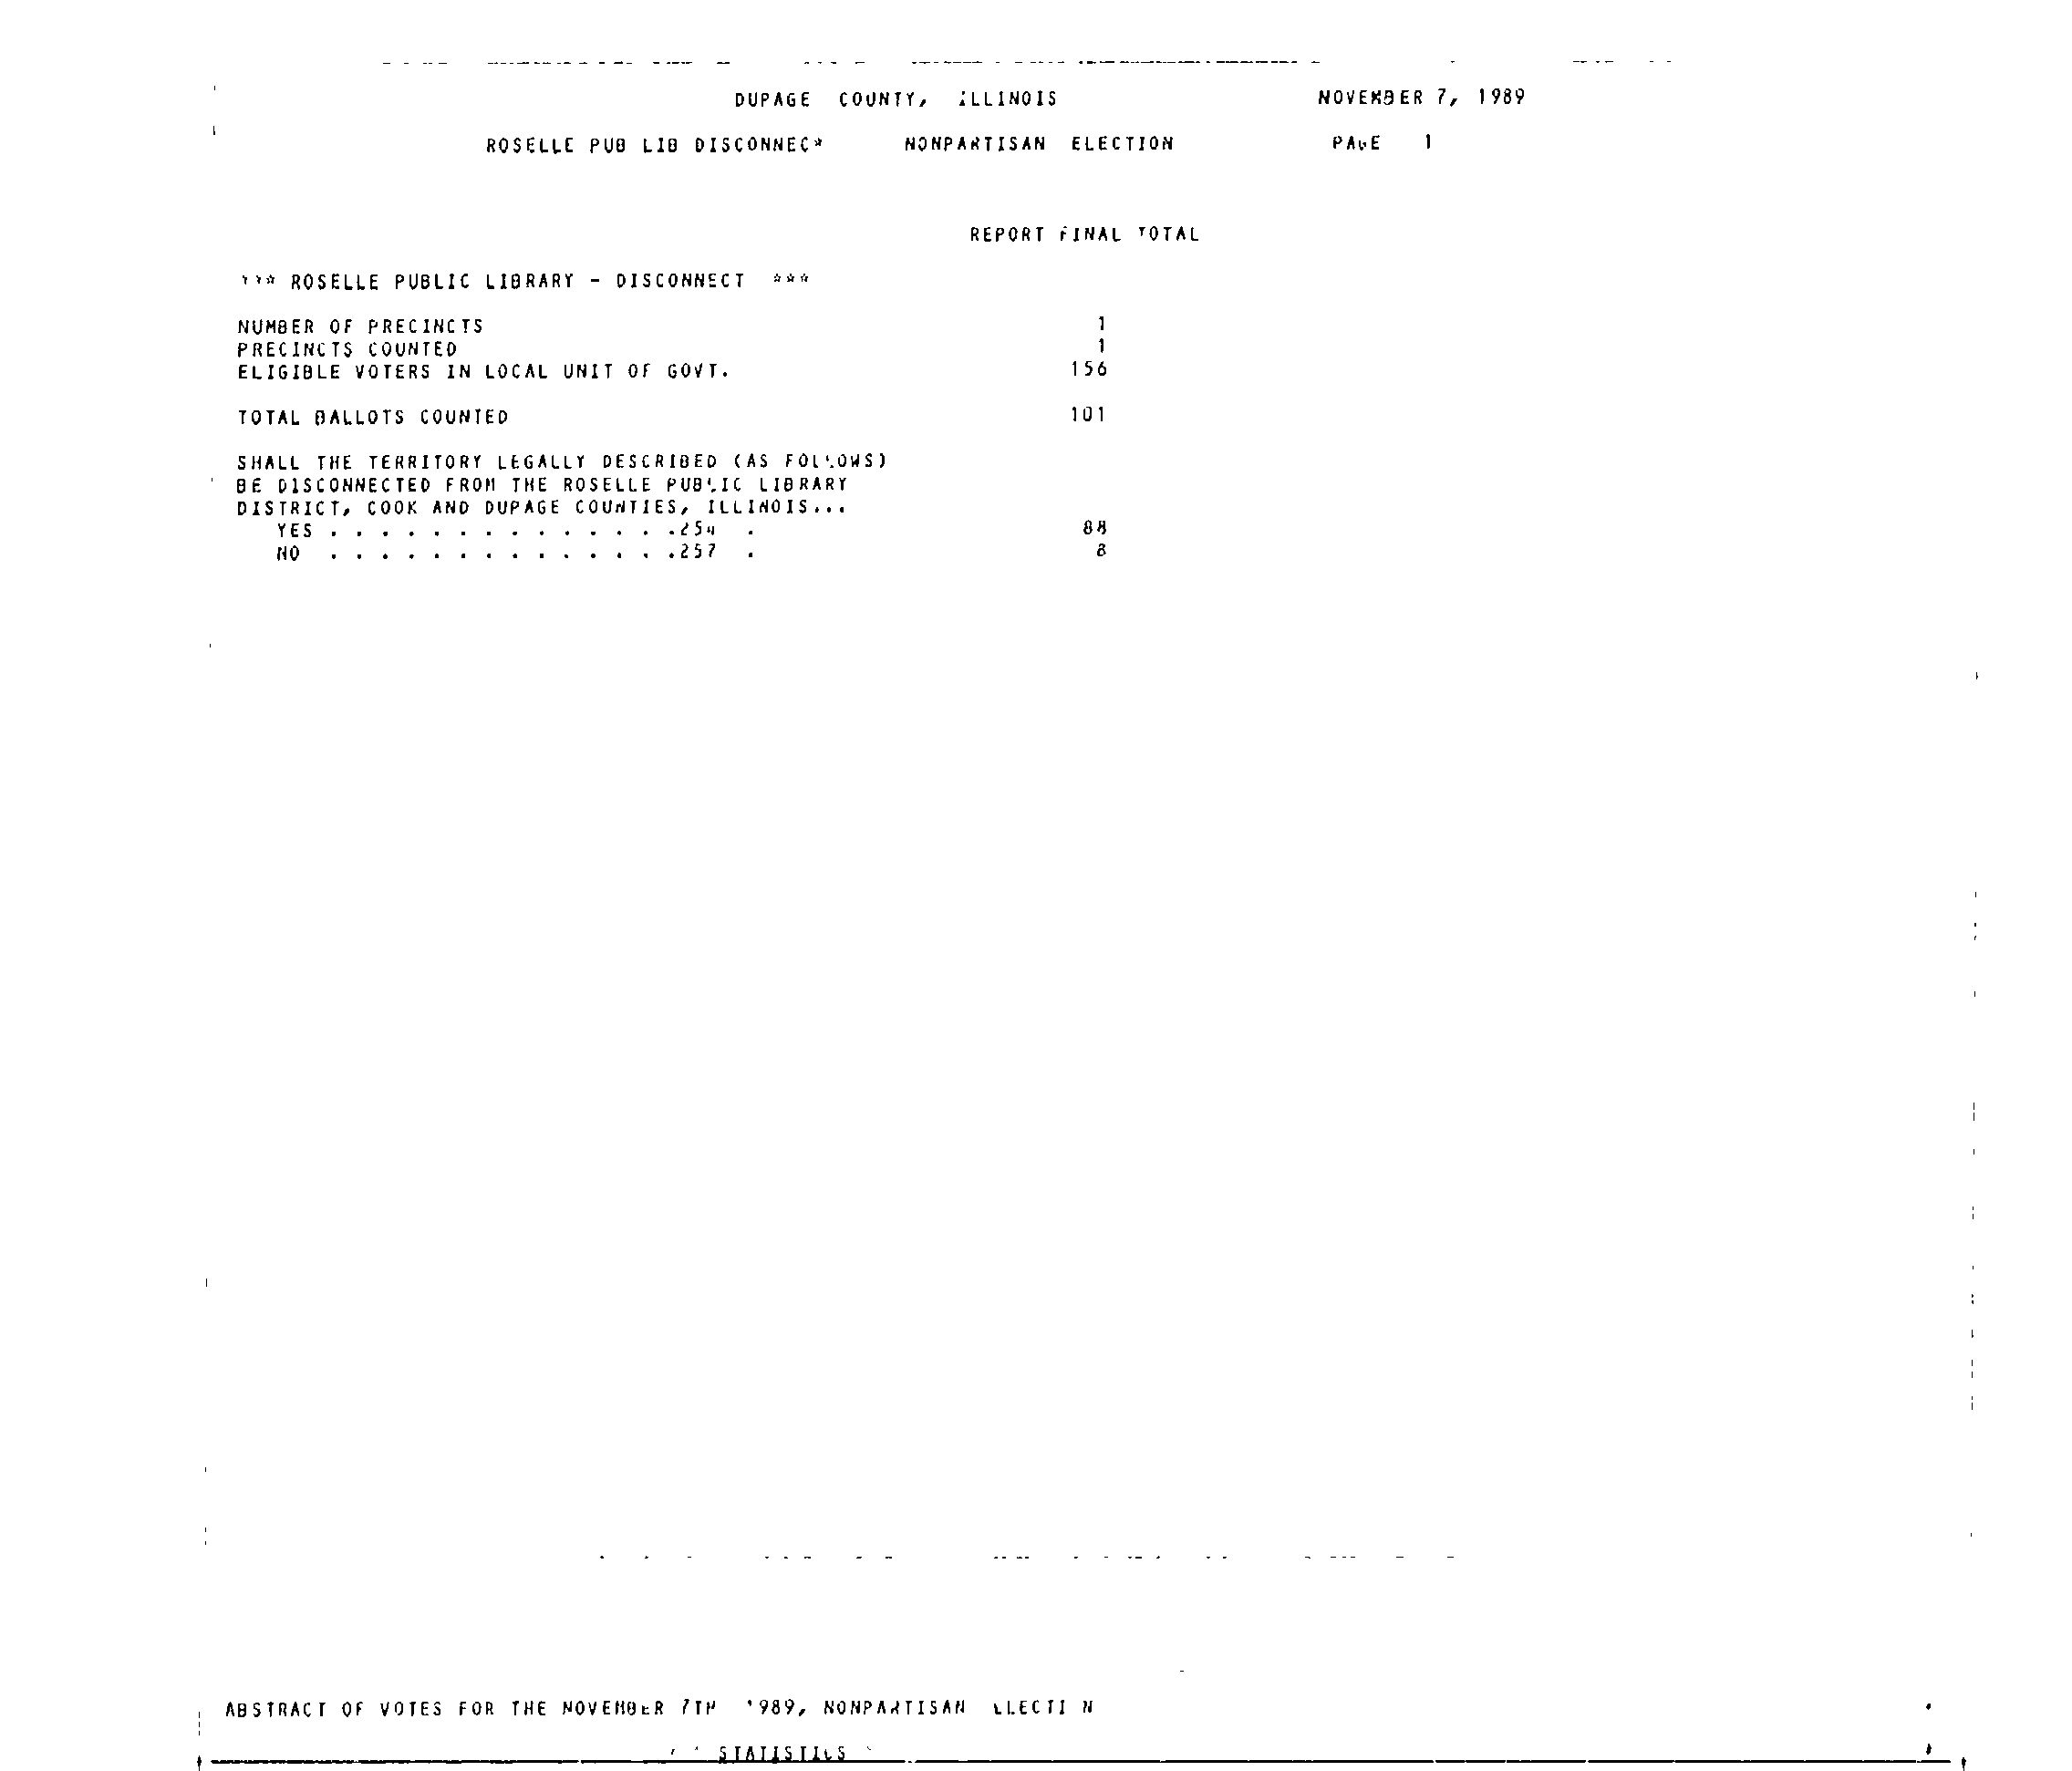 DUPAGE COUNTY, ILLINOIS NOVEMBER 7, 1989
ROSELLE PUB LIB DISCONNEC* NONPARTISAN ELECTION PAGE 1
REPORT FINAL TOTAL
*** ROSELLE PUBLIC LIBRARY - DISCONNECT ***
NUMBER OF PRECINCTS 1
PRECINCTS COUNTED 1
ELIGIBLE VOTERS IN LOCAL UNIT OF GOVT. 156
TOTAL BALLOTS COUNTED 101
SHALL THE TERRITORY LEGALLY DESCRIBED (AS FOLLOWS)
BE DISCONNECTED FROM THE ROSELLE PUBLIC LIBRARY
DISTRICT, COOK AND DUPAGE COUNTIES, ILLINOIS...
YES . . . . . . . . . . . . . . . 88
NO . . . . . . . . . . . . . . .257 . 8
ABSTRACT OF VOTES FOR THE NOVEMBER 7TH 1989, NONPARTISAN ELECTION
STATISTICS